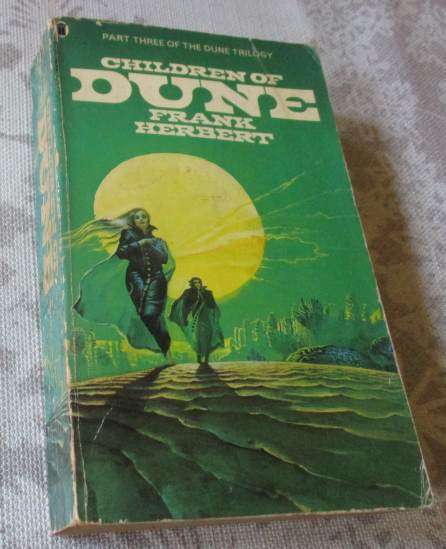 PART THREE OF THE DUNE TRILOGY
CHILDREN OF
DUNE
FRANK
HERBERT